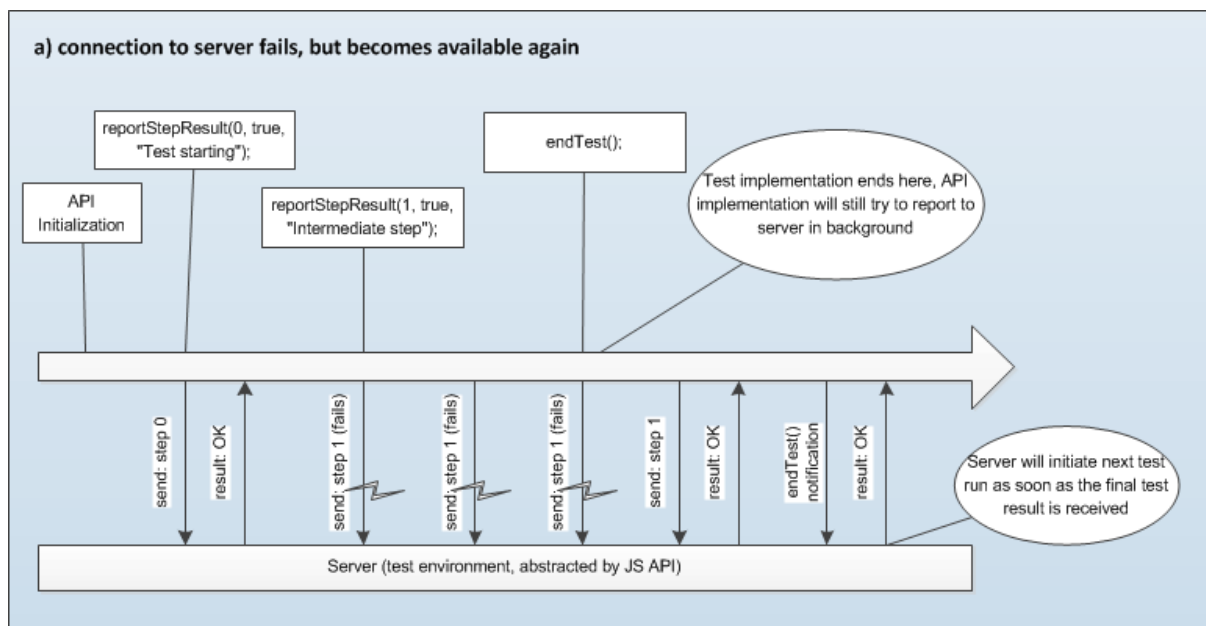 a) connection to server fails, but becomes available again
reportStepResult(0, true,
"Test starting");
endTest();
API
Initialization
reportStepResult(1, true,
"Intermediate step");
Test implementation ends here, API
implementation will still try to report to
server in background
send: step 0
result: OK
send: step 1 (fails)
send: step 1 (fails)
send: step 1 (fails)
send: step 1
result: OK
endTest()
notification
result: OK
Server will initiate next test
run as soon as the final test
result is received
Server (test environment, abstracted by JS API)